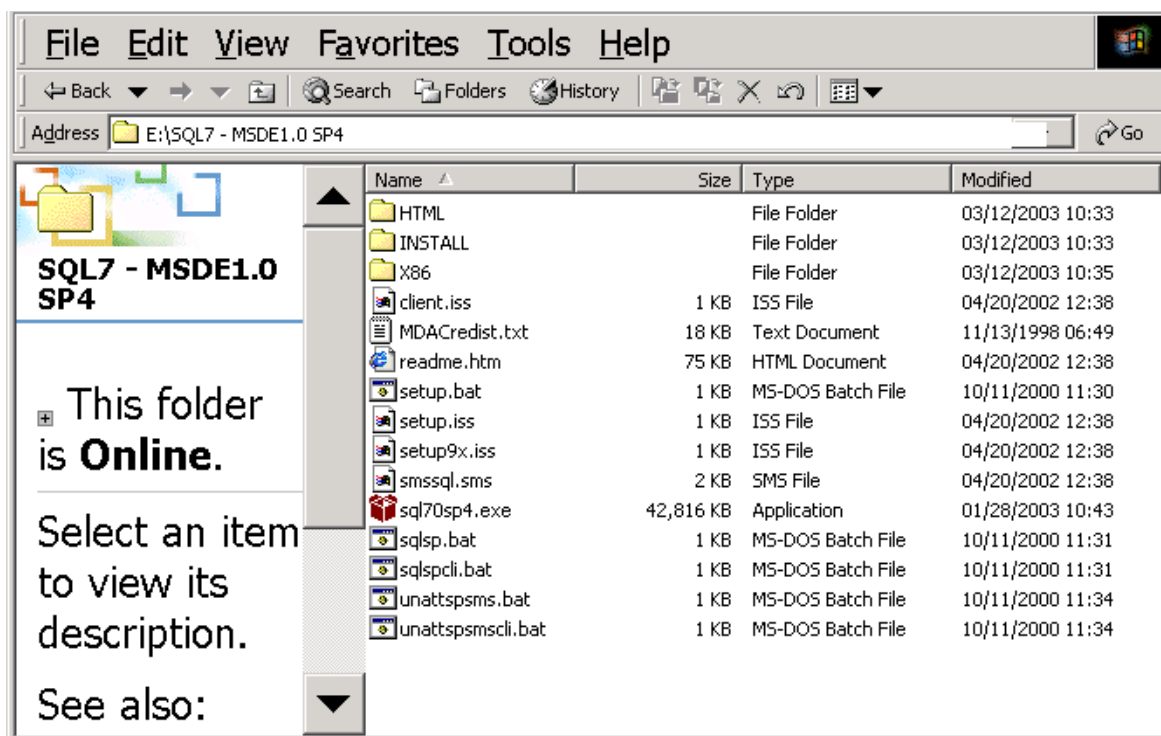 File Edit View Favorites Tools Help
Back Search Folders History
Address E:\SQL7 - MSDE1.0 SP4 Go
SQL7 - MSDE1.0
SP4
This folder
is Online.
Select an item
to view its
description.
See also:
Name Size Type Modified
HTML File Folder 03/12/2003 10:33
INSTALL File Folder 03/12/2003 10:33
X86 File Folder 03/12/2003 10:35
client.iss 1 KB ISS File 04/20/2002 12:38
MDACredist.txt 18 KB Text Document 11/13/1998 06:49
readme.htm 75 KB HTML Document 04/20/2002 12:38
setup.bat 1 KB MS-DOS Batch File 10/11/2000 11:30
setup.iss 1 KB ISS File 04/20/2002 12:38
setup9x.iss 1 KB ISS File 04/20/2002 12:38
smssql.sms 2 KB SMS File 04/20/2002 12:38
sql70sp4.exe 42,816 KB Application 01/28/2003 10:43
sqlsp.bat 1 KB MS-DOS Batch File 10/11/2000 11:31
sqlspcli.bat 1 KB MS-DOS Batch File 10/11/2000 11:31
unattspsms.bat 1 KB MS-DOS Batch File 10/11/2000 11:34
unattspsmscli.bat 1 KB MS-DOS Batch File 10/11/2000 11:34